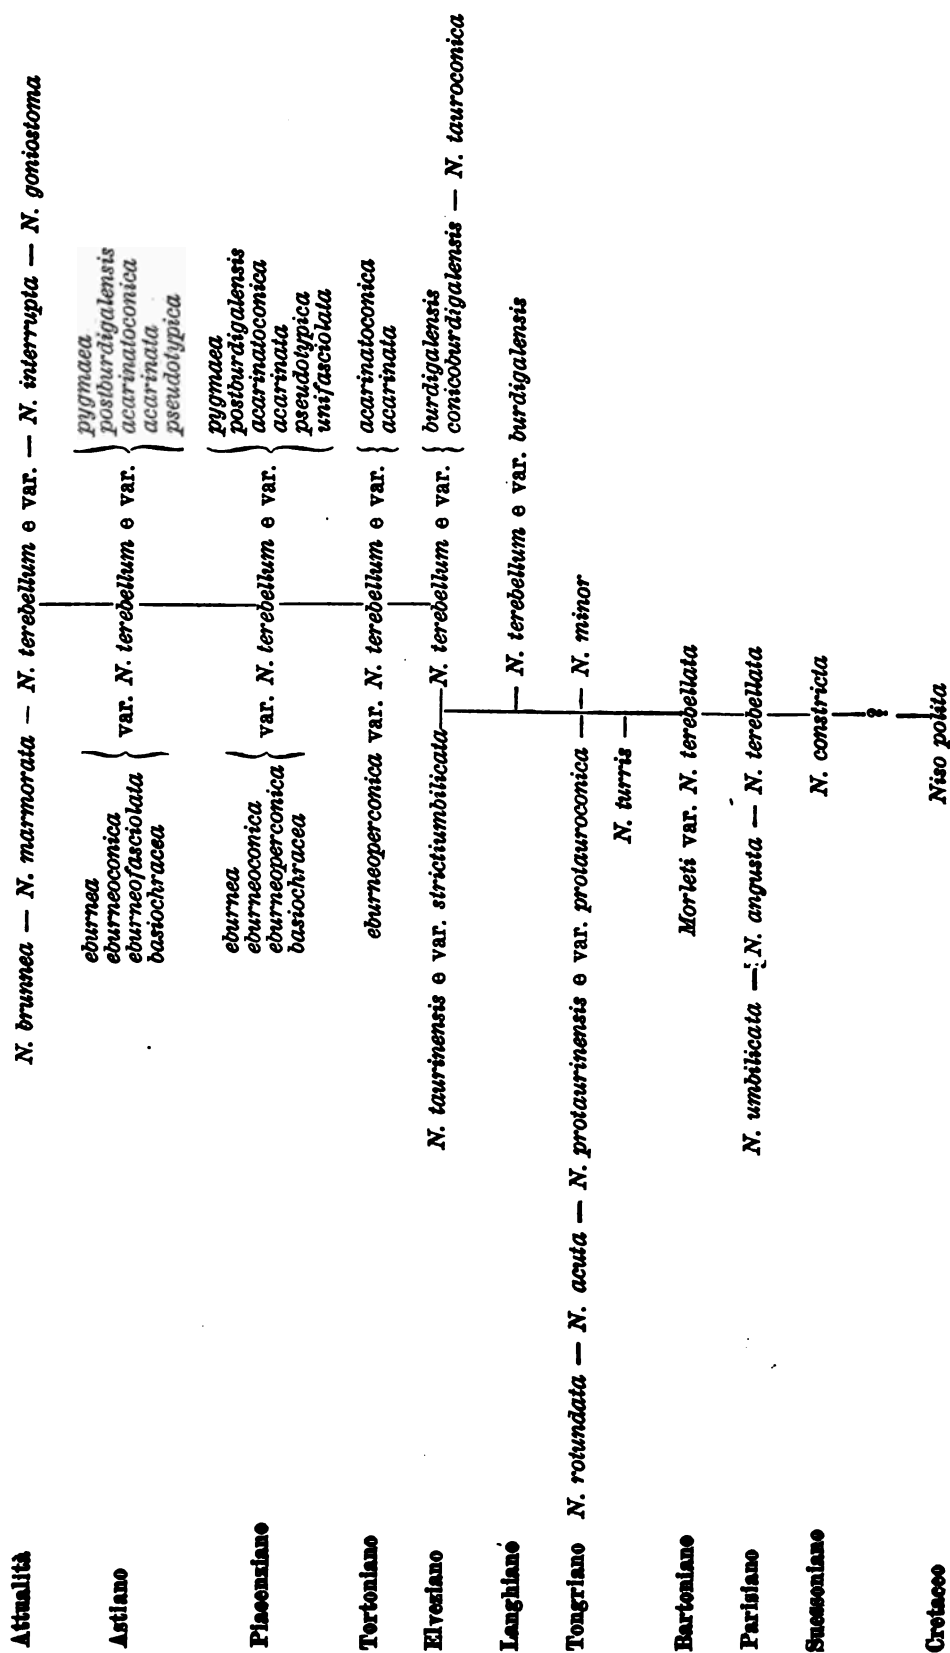 Attualità N. brunnea — N. marmorata — N. terebellum e var. — N. interrupta — N. goniostoma
Astiano
eburnea
eburneoconica
eburneofasciolata
basiochracea
var. N. terebellum e var.
pygmaea
postburdigalensis
acarinatoconica
acarinata
pseudotypica
Piacenziano
eburnea
eburneoconica
eburneoperconica
basiochracea
var. N. terebellum e var.
pygmaea
postburdigalensis
acarinatoconica
acarinata
pseudotypica
unifasciolata
Tortoniano
eburneoperconica var. N. terebellum e var.
acarinatoconica
acarinata
Elveziano
N. taurinensis e var. strictiumbilicata — N. terebellum e var.
burdigalensis
conicoburdigalensis — N. tauroconica
Langhiano
— N. terebellum e var. burdigalensis
Tongriano N. rotundata — N. acuta — N. protaurinensis e var. protauroconica — N. minor
N. turris —
Bartoniano
Morleti var. N. terebellata
Parisiano
N. umbilicata — N. angusta — N. terebellata
Suessoniano
N. constricta
?
Cretaceo
Niso polita